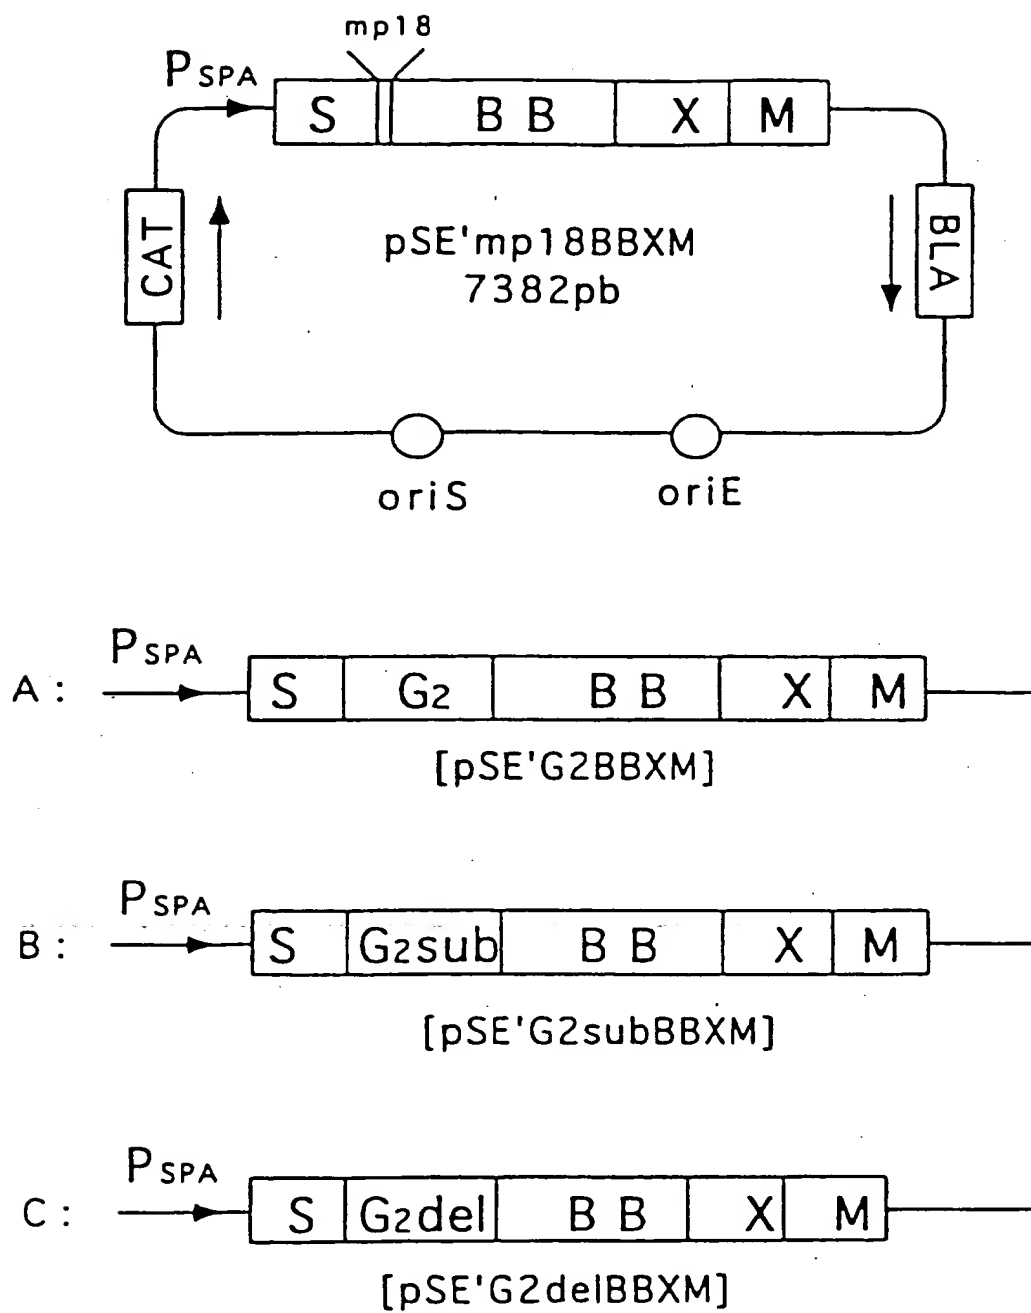 mp18
PSPA
S BB X M
CAT
pSE'mp18BBXM
7382pb
BLA
oriS oriE
PSPA
A: S G2 BB X M
[pSE'G2BBXM]
PSPA
B: S G2sub BB X M
[pSE'G2subBBXM]
PSPA
C: S G2del BB X M
[pSE'G2delBBXM]